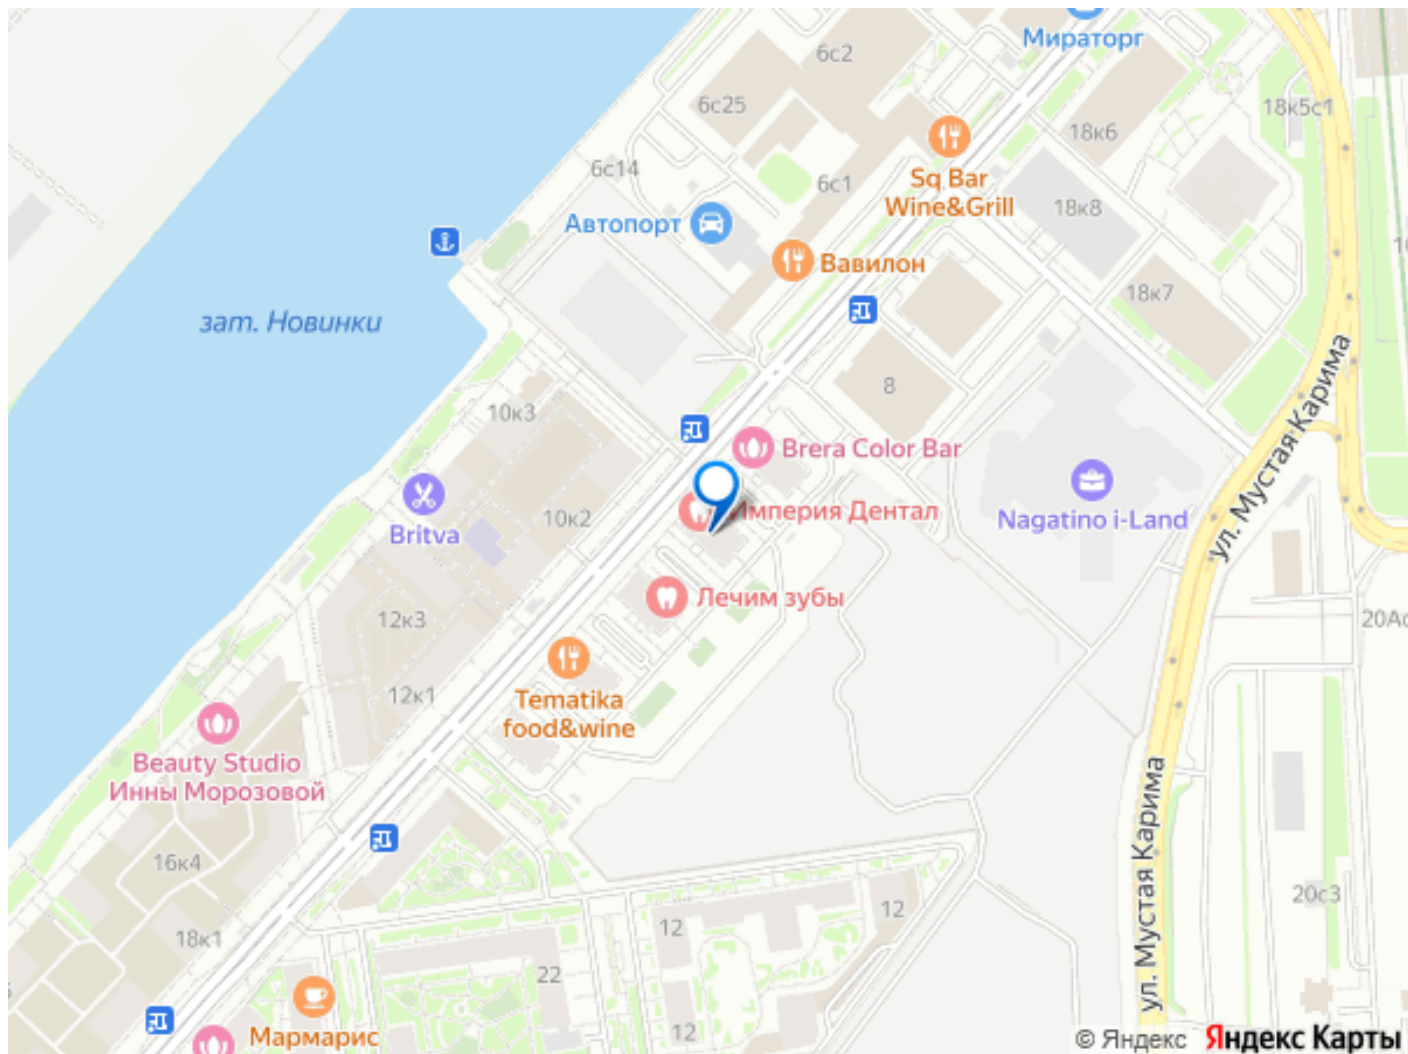 Мираторг
6с2
6с25
18к5с1
18к6
6с14
Sq Bar
Wine&Grill
6с1
18к8
Автопорт
Вавилон
18к7
зат. Новинки
8
10к3
ул. Мустая Карима
Brera Color Bar
Britva
10к2
Империя Дентал
Nagatino i-Land
Лечим зубы
12к3
12к1
Tematika
food&wine
Beauty Studio
Инны Морозовой
ул. Мустая Карима
16к4
20с3
18к1
12
12
22
12
Мармарис
© Яндекс
Яндекс Карты